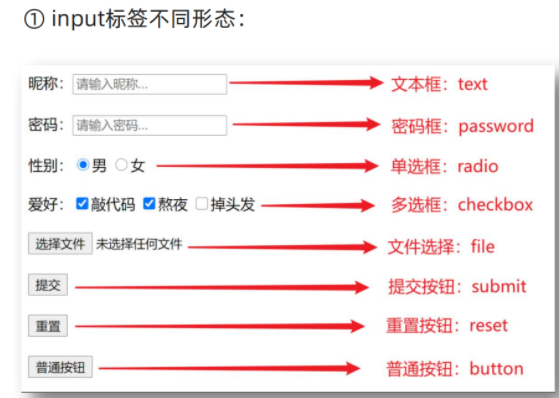 ① input标签不同形态：
昵称： 请输入昵称... 文本框：text
密码： 请输入密码... 密码框：password
性别： 男 女 单选框：radio
爱好： 敲代码 熬夜 掉头发 多选框：checkbox
选择文件 未选择任何文件 文件选择：file
提交 提交按钮：submit
重置 重置按钮：reset
普通按钮 普通按钮：button